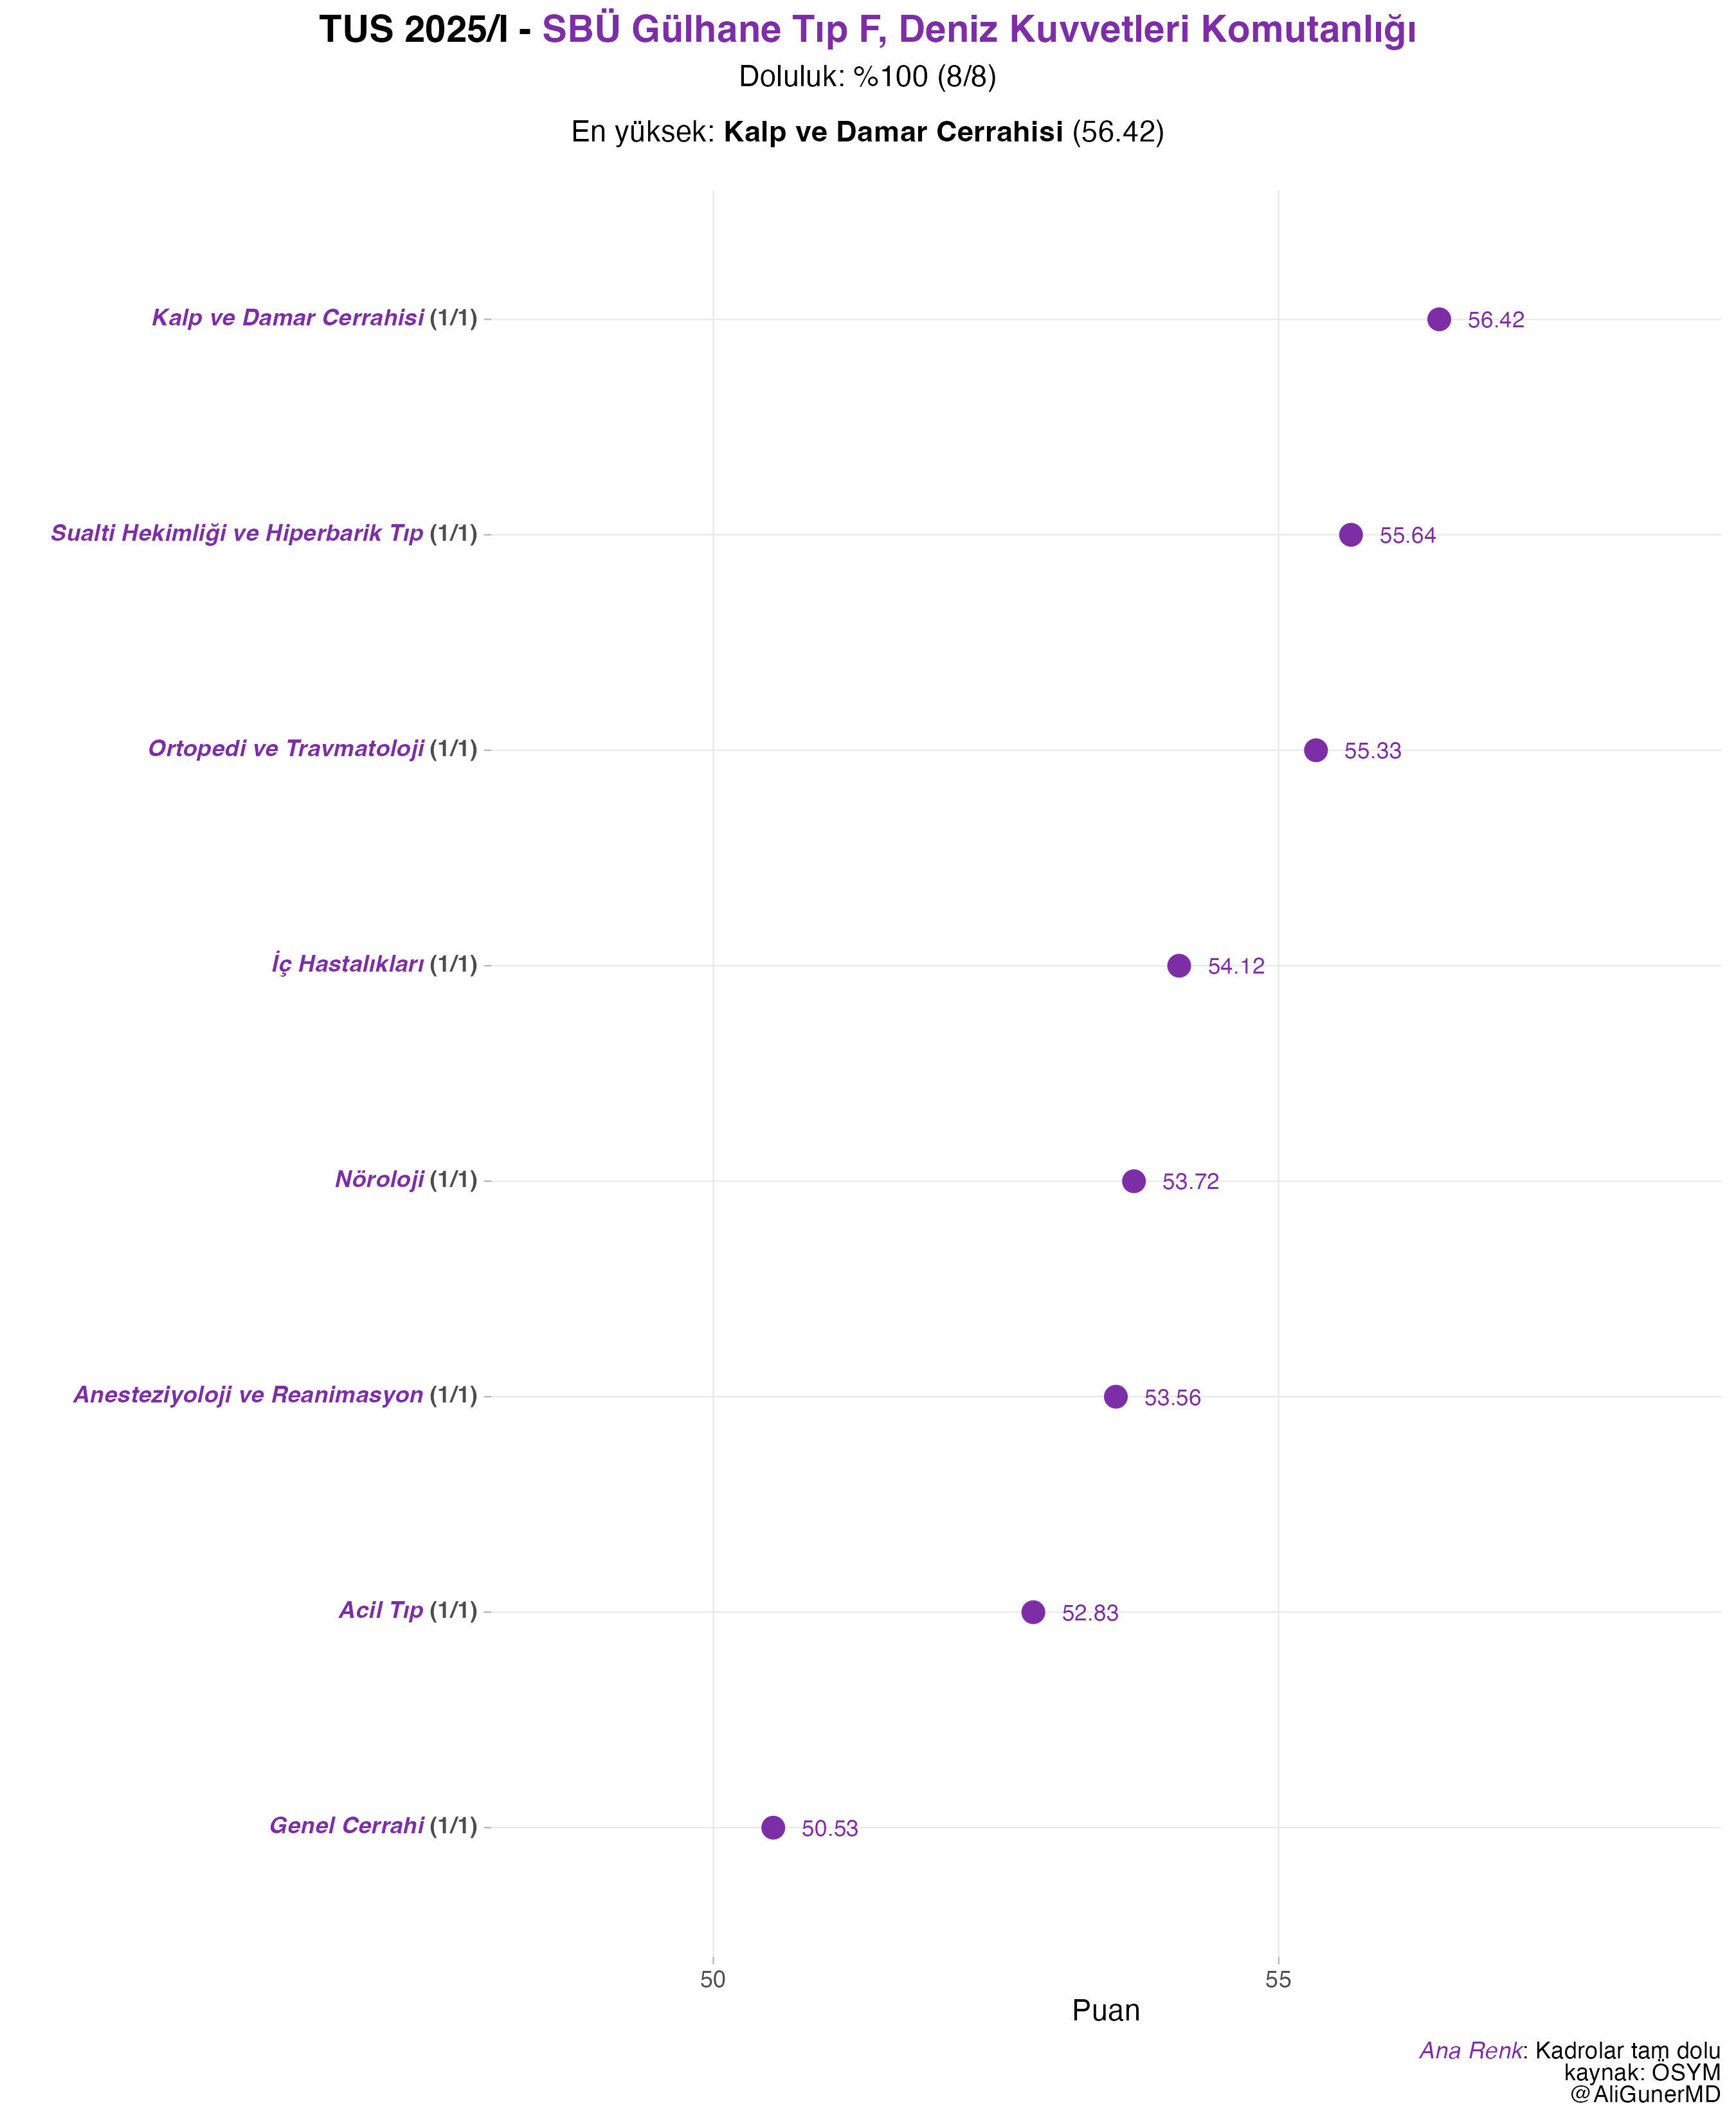 TUS 2025/I - SBÜ Gülhane Tıp F, Deniz Kuvvetleri Komutanlığı
Doluluk: %100 (8/8)
En yüksek: Kalp ve Damar Cerrahisi (56.42)
Kalp ve Damar Cerrahisi (1/1) 56.42
Sualti Hekimliği ve Hiperbarik Tıp (1/1) 55.64
Ortopedi ve Travmatoloji (1/1) 55.33
İç Hastalıkları (1/1) 54.12
Nöroloji (1/1) 53.72
Anesteziyoloji ve Reanimasyon (1/1) 53.56
Acil Tıp (1/1) 52.83
Genel Cerrahi (1/1) 50.53
50 55
Puan
Ana Renk: Kadrolar tam dolu
kaynak: ÖSYM
@AliGunerMD